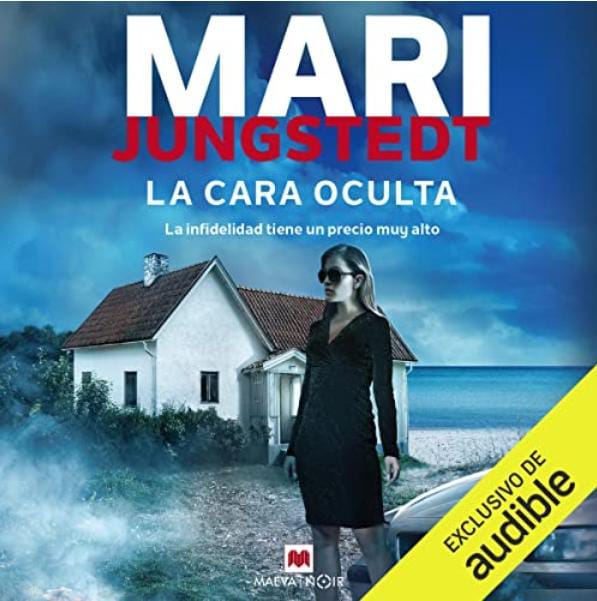 MARI
JUNGSTEDT
LA CARA OCULTA
La infidelidad tiene un precio muy alto
EXCLUSIVO DE
audible
MAEVA NOIR